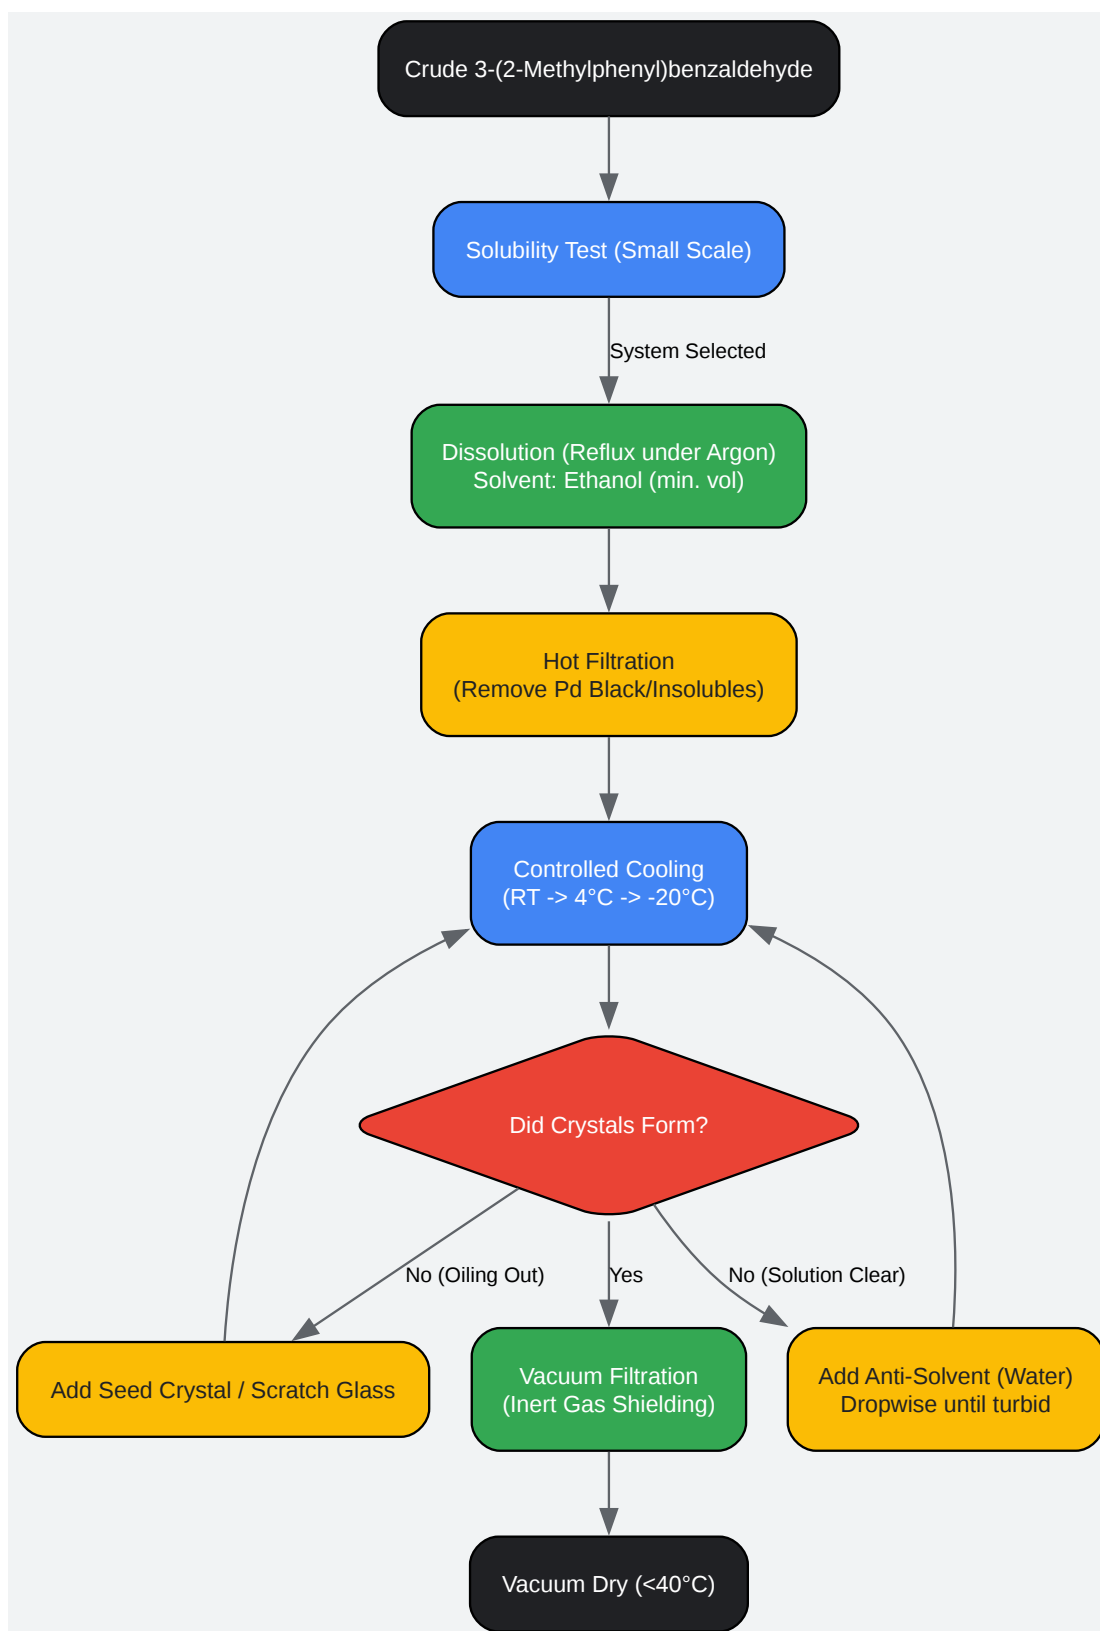 Crude 3-(2-Methylphenyl)benzaldehyde
Solubility Test (Small Scale)
System Selected
Dissolution (Reflux under Argon)
Solvent: Ethanol (min. vol)
Hot Filtration
(Remove Pd Black/Insolubles)
Controlled Cooling
(RT -> 4°C -> -20°C)
Did Crystals Form?
No (Oiling Out)
Yes
No (Solution Clear)
Add Seed Crystal / Scratch Glass
Vacuum Filtration
(Inert Gas Shielding)
Add Anti-Solvent (Water)
Dropwise until turbid
Vacuum Dry (<40°C)